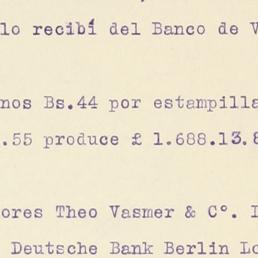 lo recibí del Banco de V
nos Bs.44 por estampilla
.55 produce £ 1.688.13.8
ores Theo Vasmer & Cº. I
Deutsche Bank Berlin Lo